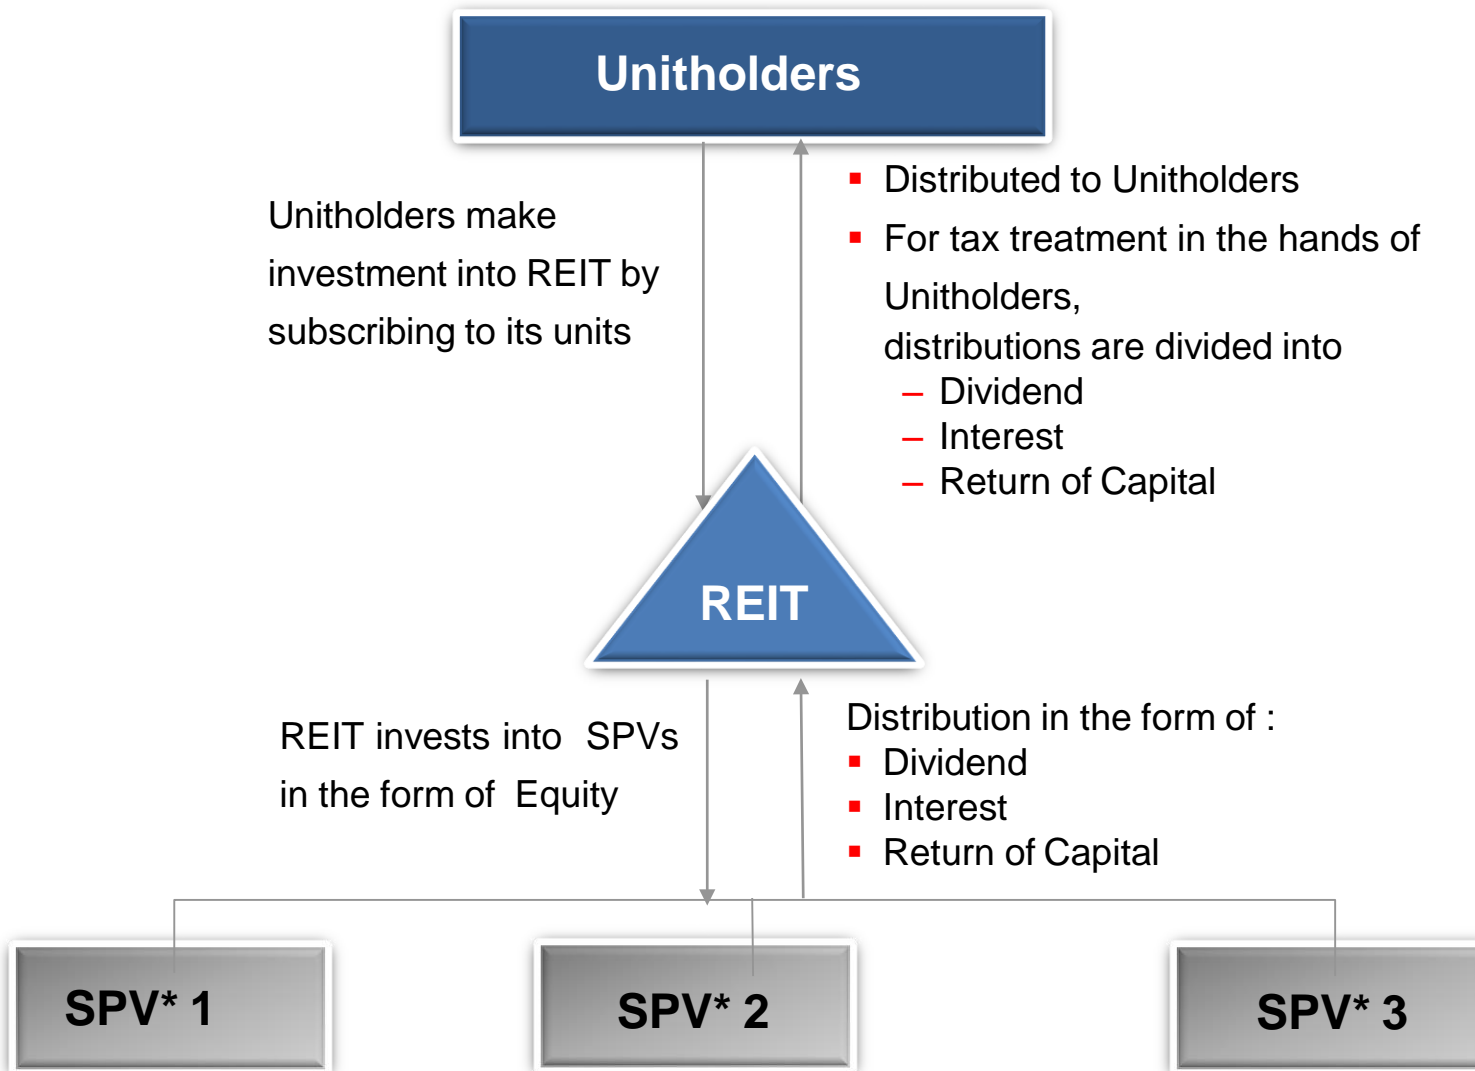 Unitholders
Unitholders make
investment into REIT by
subscribing to its units
▪ Distributed to Unitholders
▪ For tax treatment in the hands of
Unitholders,
distributions are divided into
– Dividend
– Interest
– Return of Capital
REIT
REIT invests into SPVs
in the form of Equity
Distribution in the form of :
▪ Dividend
▪ Interest
▪ Return of Capital
SPV* 1
SPV* 2
SPV* 3